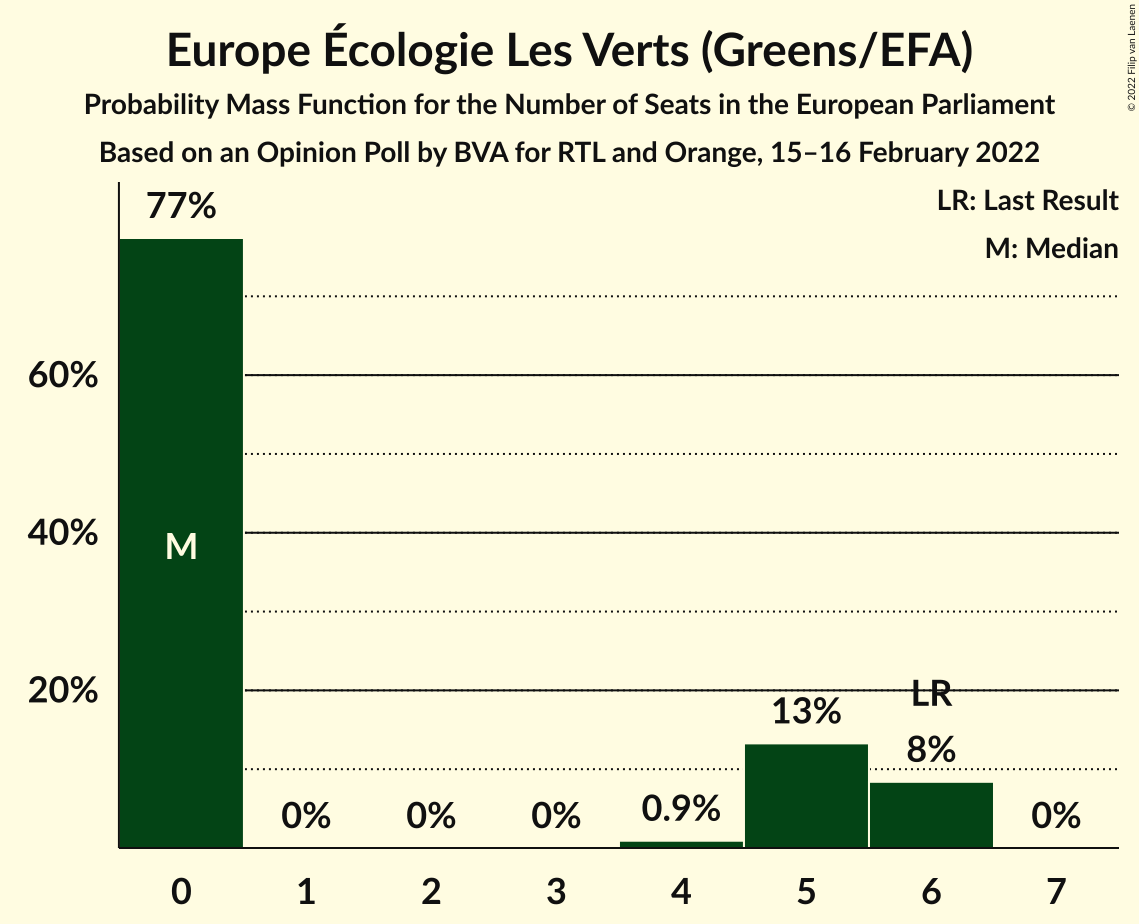 Europe Écologie Les Verts (Greens/EFA)
Probability Mass Function for the Number of Seats in the European Parliament
Based on an Opinion Poll by BVA for RTL and Orange, 15–16 February 2022
© 2022 Filip van Laenen
LR: Last Result
M: Median
77%
60%
40%
20%
M
0%
0%
0%
0.9%
13%
LR
8%
0%
0
1
2
3
4
5
6
7